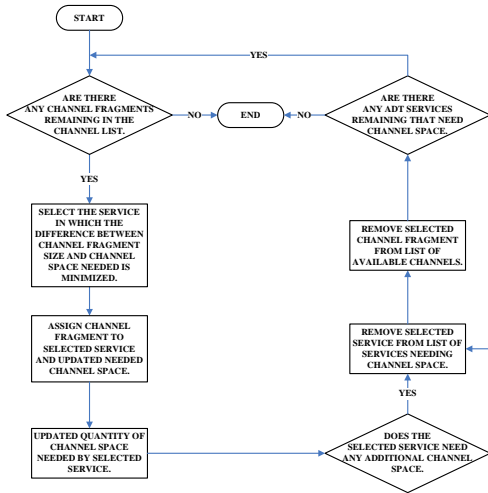 START
YES
ARE THERE
ANY CHANNEL FRAGMENTS
REMAINING IN THE
CHANNEL LIST.
NO
END
NO
ARE THERE
ANY ADT SERVICES
REMAINING THAT NEED
CHANNEL SPACE.
YES
SELECT THE SERVICE
IN WHICH THE
DIFFERENCE BETWEEN
CHANNEL FRAGMENT
SIZE AND CHANNEL
SPACE NEEDED IS
MINIMIZED.
REMOVE SELECTED
CHANNEL FRAGMENT
FROM LIST OF
AVAILABLE CHANNELS.
ASSIGN CHANNEL
FRAGMENT TO
SELECTED SERVICE
AND UPDATED NEEDED
CHANNEL SPACE.
REMOVE SELECTED
SERVICE FROM LIST OF
SERVICES NEEDING
CHANNEL SPACE.
YES
UPDATED QUANTITY OF
CHANNEL SPACE
NEEDED BY SELECTED
SERVICE.
DOES THE
SELECTED SERVICE NEED
ANY ADDITIONAL CHANNEL
SPACE.